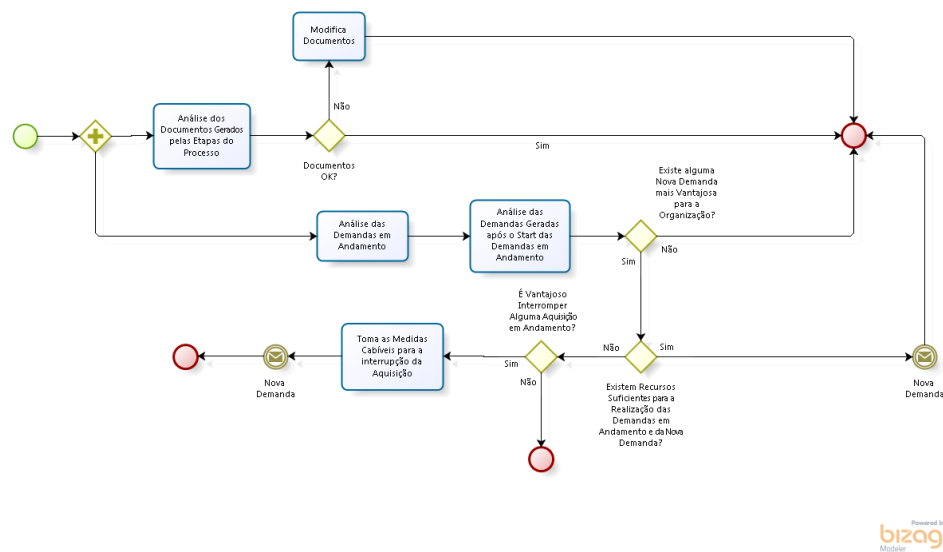 Modifica
Documentos
Não
Análise dos
Documentos Gerados
pelas Etapas do
Processo
Sim
Documentos
OK?
Existe alguma
Nova Demanda
mais Vantajosa
para a
Organização?
Análise das
Demandas em
Andamento
Análise das
Demandas Geradas
após o Start das
Demandas em
Andamento
Não
Sim
É Vantajoso
Interromper
Alguma Aquisição
em Andamento?
Toma as Medidas
Cabíveis para a
interrupção da
Aquisição
Não
Sim
Sim
Não
Nova
Demanda
Existem Recursos
Suficientes para a
Realização das
Demandas em
Andamento e da Nova
Demanda?
Nova
Demanda
Powered b
bizag
Modeler